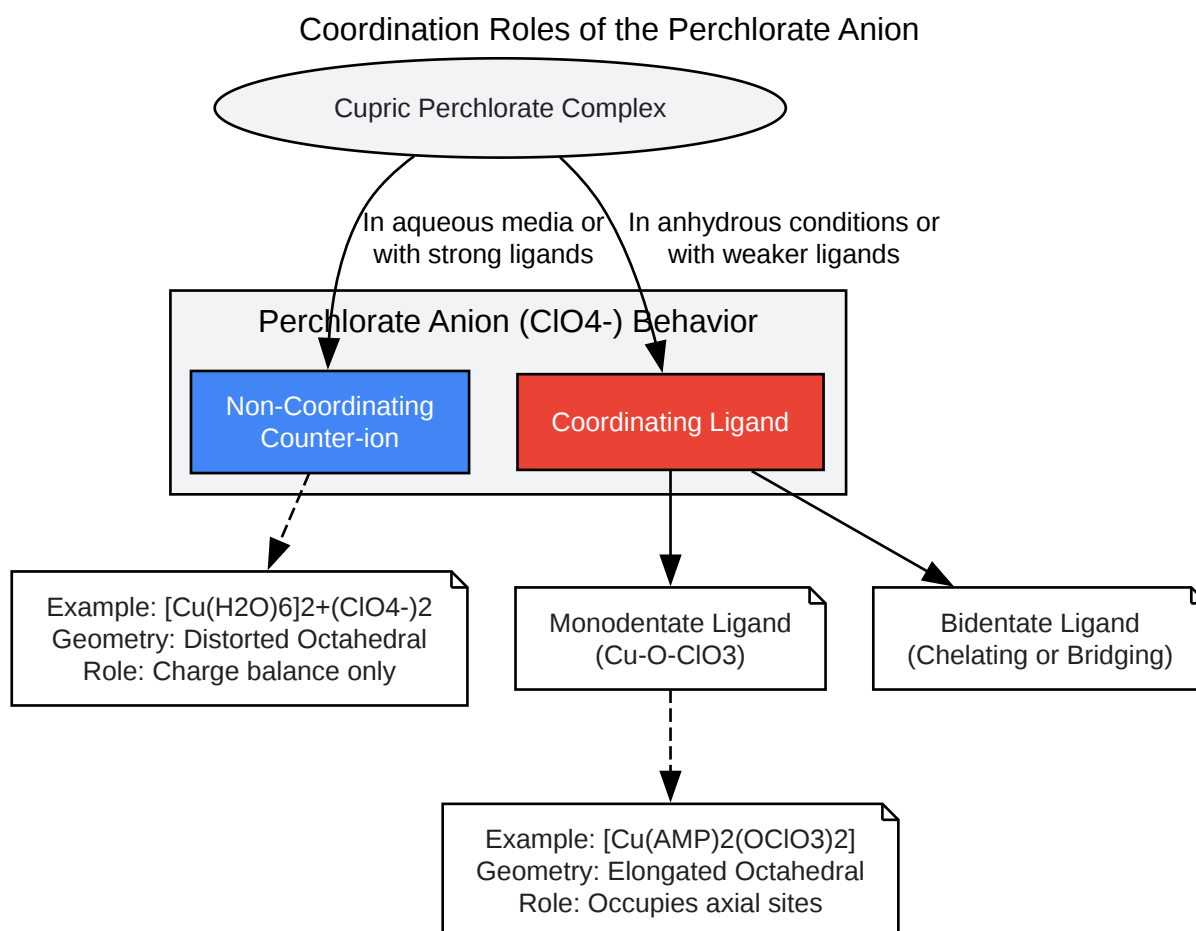 Coordination Roles of the Perchlorate Anion
Cupric Perchlorate Complex
In aqueous media or
with strong ligands
In anhydrous conditions or
with weaker ligands
Perchlorate Anion (ClO4-) Behavior
Non-Coordinating
Counter-ion
Coordinating Ligand
Example: [Cu(H2O)6]2+(ClO4-)2
Geometry: Distorted Octahedral
Role: Charge balance only
Monodentate Ligand
(Cu-O-ClO3)
Bidentate Ligand
(Chelating or Bridging)
Example: [Cu(AMP)2(OClO3)2]
Geometry: Elongated Octahedral
Role: Occupies axial sites